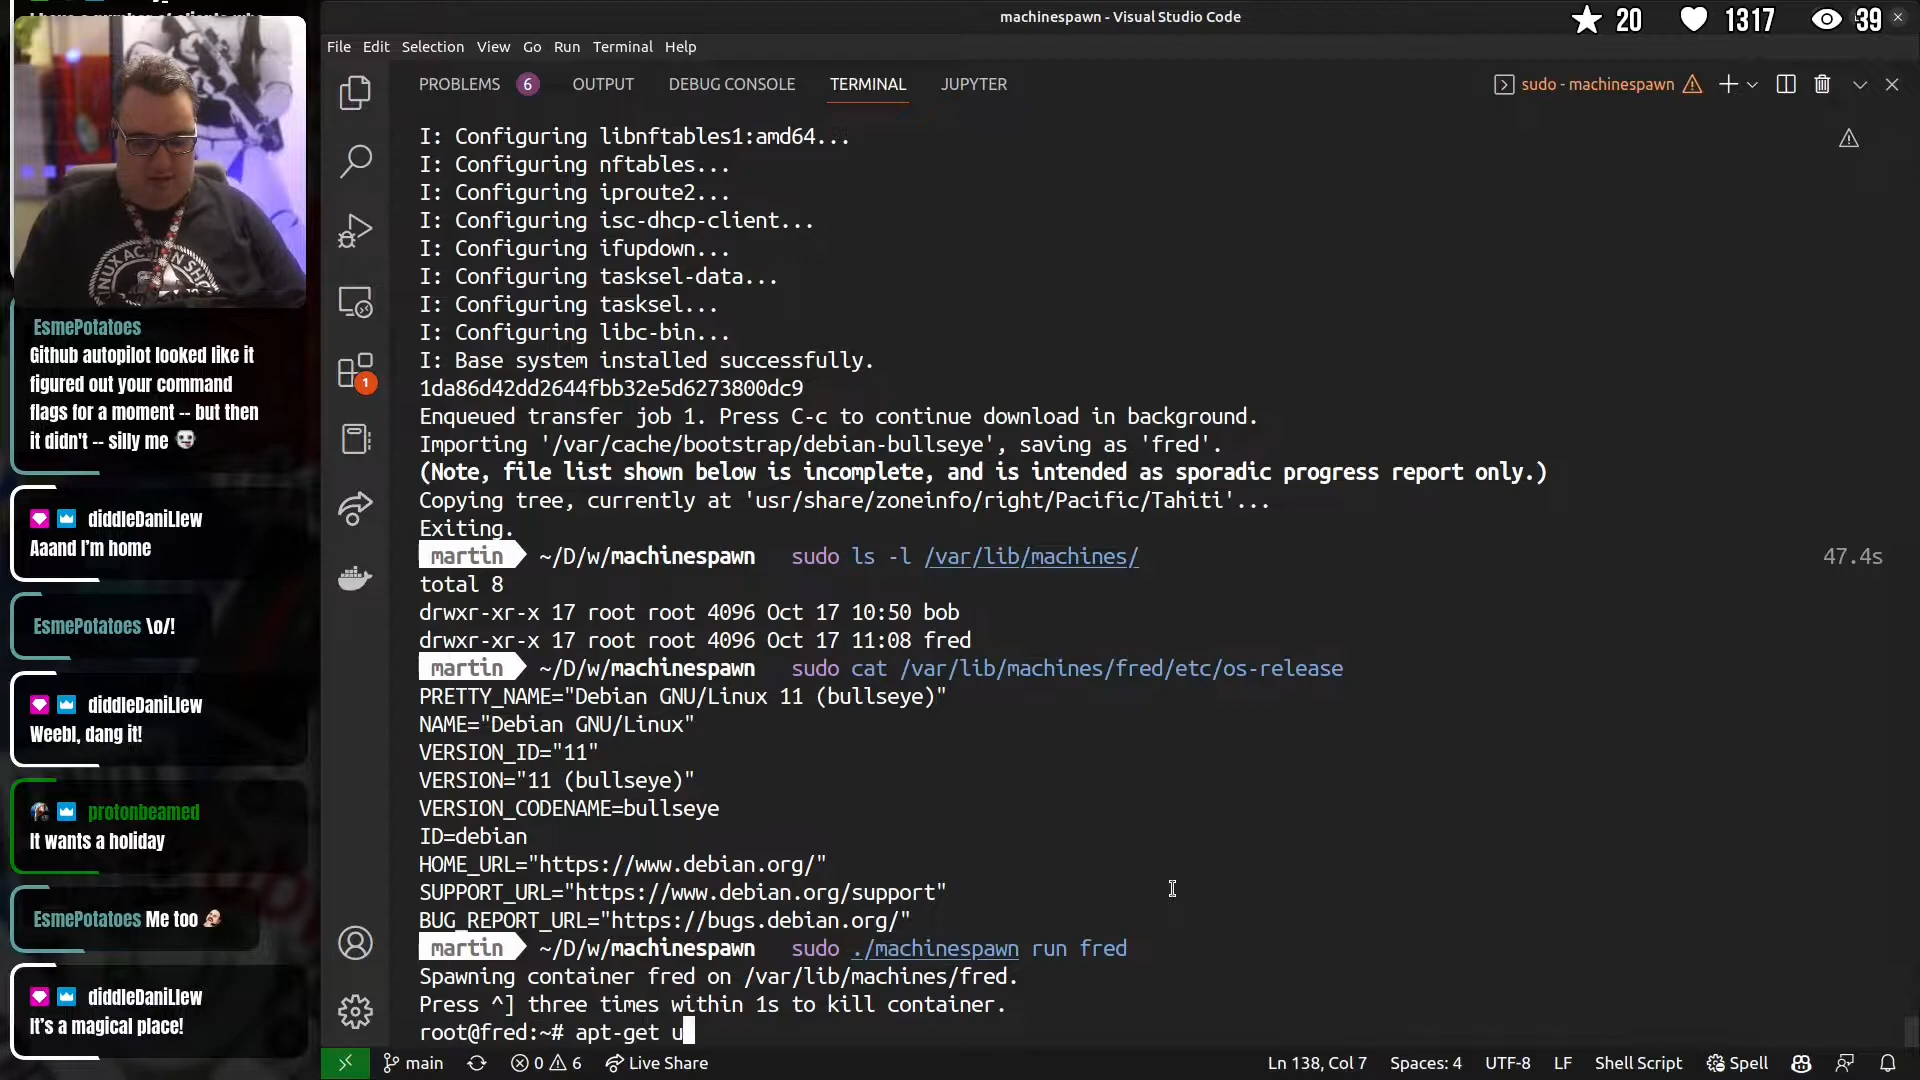 machinespawn - Visual Studio Code
20 1317 39
File Edit Selection View Go Run Terminal Help
PROBLEMS 6 OUTPUT DEBUG CONSOLE TERMINAL JUPYTER
sudo - machinespawn
I: Configuring libnftables1:amd64...
I: Configuring nftables...
I: Configuring iproute2...
I: Configuring isc-dhcp-client...
I: Configuring ifupdown...
I: Configuring tasksel-data...
I: Configuring tasksel...
I: Configuring libc-bin...
I: Base system installed successfully.
1da86d42dd2644fbb32e5d6273800dc9
Enqueued transfer job 1. Press C-c to continue download in background.
Importing '/var/cache/bootstrap/debian-bullseye', saving as 'fred'.
(Note, file list shown below is incomplete, and is intended as sporadic progress report only.)
Copying tree, currently at 'usr/share/zoneinfo/right/Pacific/Tahiti'...
Exiting.
martin ~/D/w/machinespawn sudo ls -l /var/lib/machines/ 47.4s
total 8
drwxr-xr-x 17 root root 4096 Oct 17 10:50 bob
drwxr-xr-x 17 root root 4096 Oct 17 11:08 fred
martin ~/D/w/machinespawn sudo cat /var/lib/machines/fred/etc/os-release
PRETTY_NAME="Debian GNU/Linux 11 (bullseye)"
NAME="Debian GNU/Linux"
VERSION_ID="11"
VERSION="11 (bullseye)"
VERSION_CODENAME=bullseye
ID=debian
HOME_URL="https://www.debian.org/"
SUPPORT_URL="https://www.debian.org/support"
BUG_REPORT_URL="https://bugs.debian.org/"
martin ~/D/w/machinespawn sudo ./machinespawn run fred
Spawning container fred on /var/lib/machines/fred.
Press ^] three times within 1s to kill container.
root@fred:~# apt-get u
1
main 0 6 Live Share
Ln 138, Col 7 Spaces: 4 UTF-8 LF Shell Script Spell
LINUX ACTION SHO
EsmePotatoes
Github autopilot looked like it
figured out your command
flags for a moment -- but then
it didn't -- silly me
diddleDaniLlew
Aaand I'm home
EsmePotatoes \o/!
diddleDaniLlew
Weebl, dang it!
protonbeamed
It wants a holiday
EsmePotatoes Me too
diddleDaniLlew
It's a magical place!